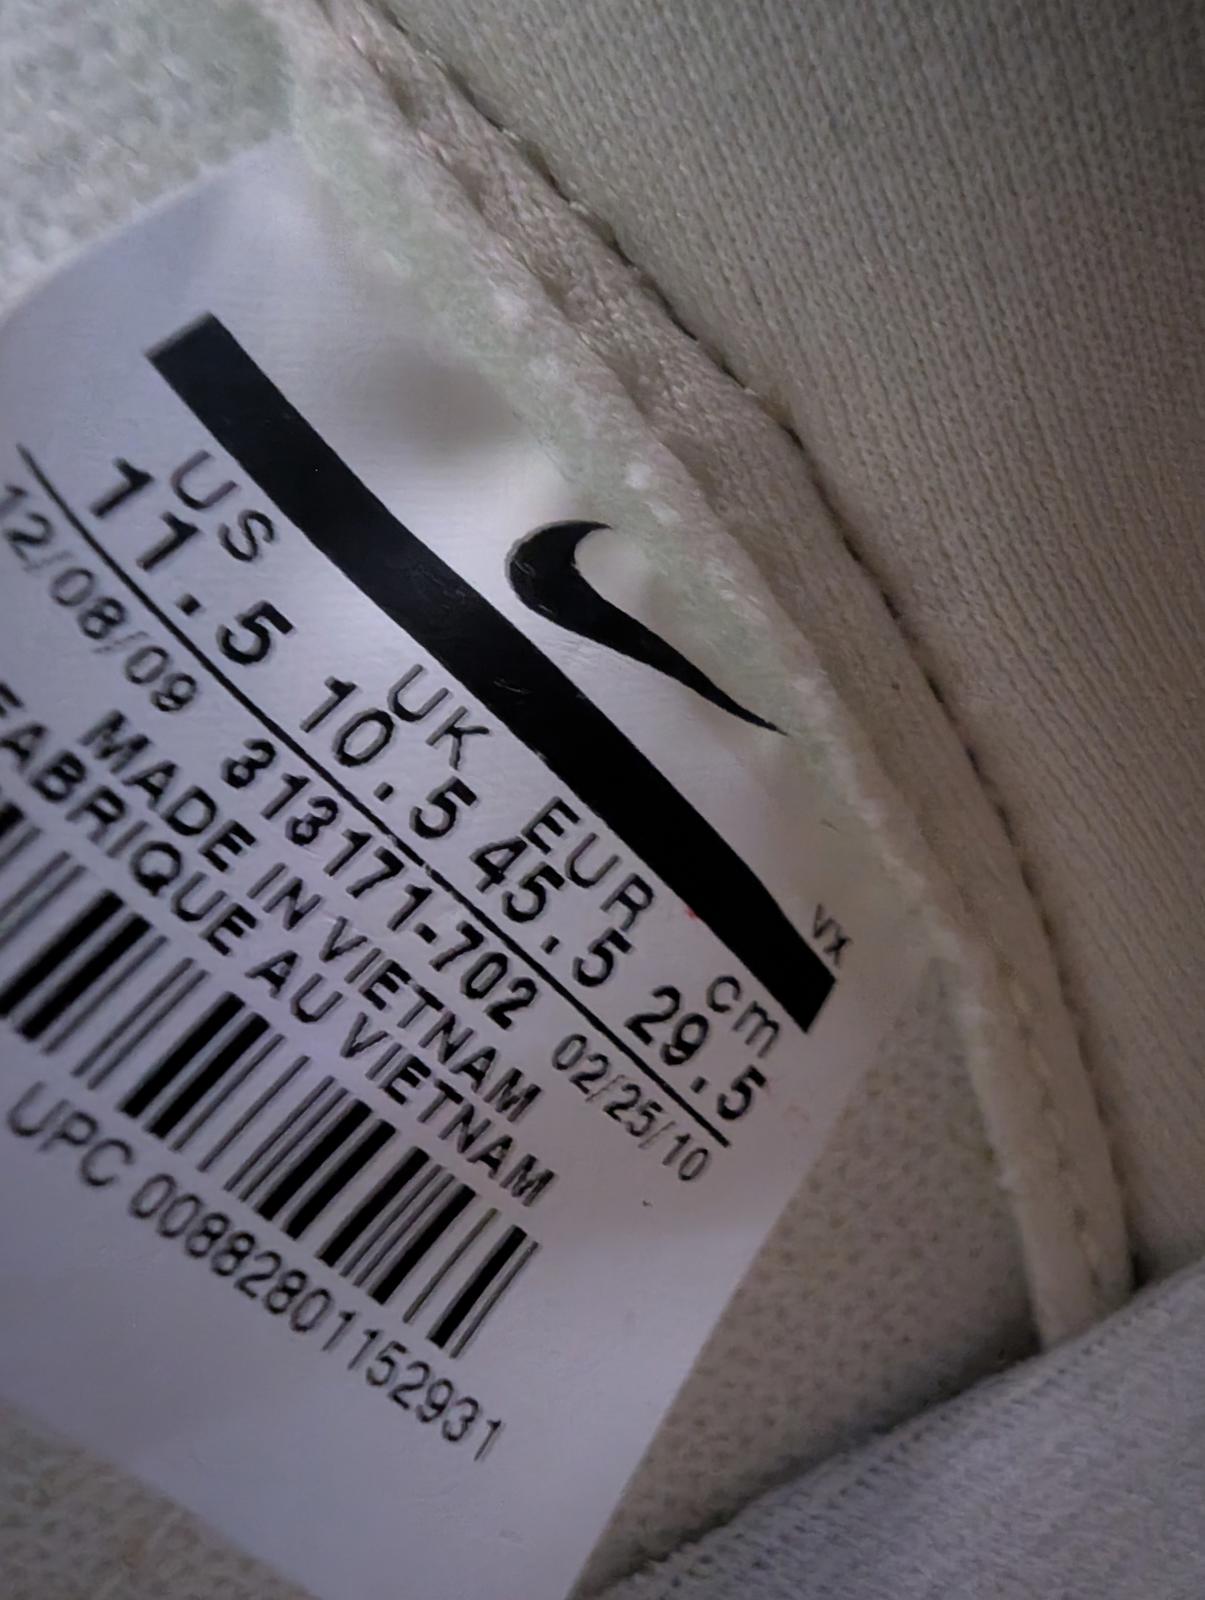 VX
US UK EUR cm
11.5 10.5 45.5 29.5
12/08/09 313171-702 02/25/10
MADE IN VIETNAM
FABRIQUE AU VIETNAM
UPC 00882801152931